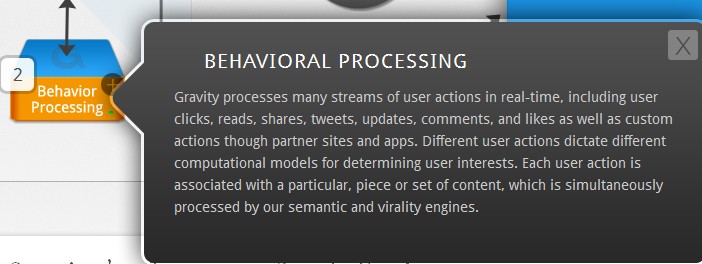 BEHAVIORAL PROCESSING
X
Gravity processes many streams of user actions in real-time, including user
clicks, reads, shares, tweets, updates, comments, and likes as well as custom
actions though partner sites and apps. Different user actions dictate different
computational models for determining user interests. Each user action is
associated with a particular, piece or set of content, which is simultaneously
processed by our semantic and virality engines.
2
Behavior
Processing